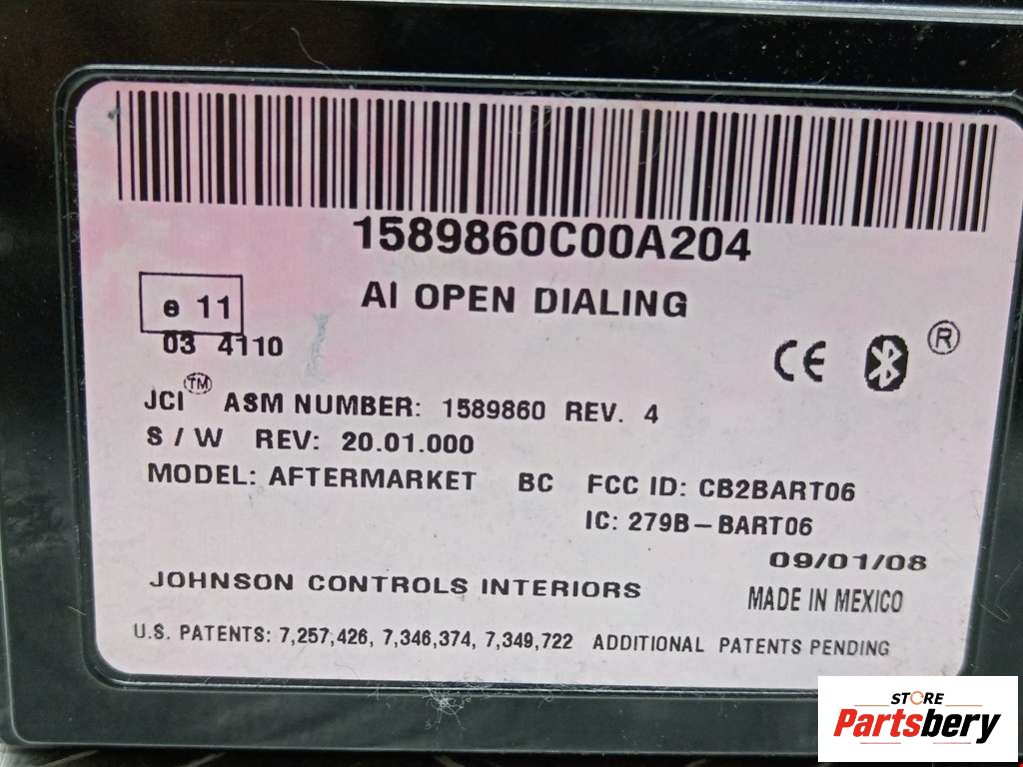 1589860C00A204
AI OPEN DIALING
e 11
03 4110
CE
®
JCI™ ASM NUMBER: 1589860 REV. 4
S / W REV: 20.01.000
MODEL: AFTERMARKET BC FCC ID: CB2BART06
IC: 279B-BART06
09/01/08
JOHNSON CONTROLS INTERIORS
MADE IN MEXICO
U.S. PATENTS: 7,257,426, 7,346,374, 7,349,722 ADDITIONAL PATENTS PENDING
STORE
Partsbery